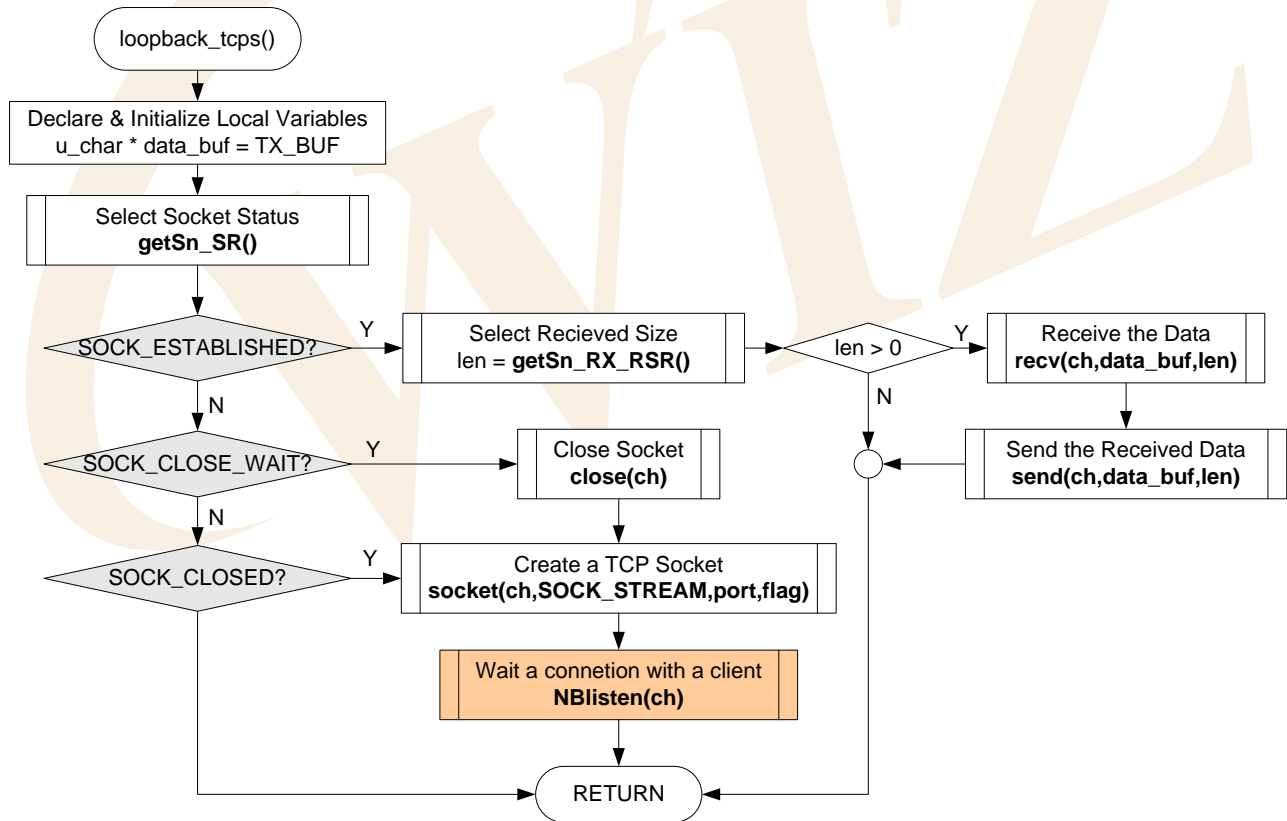 loopback_tcps()
Declare & Initialize Local Variables
u_char * data_buf = TX_BUF
Select Socket Status
getSn_SR()
SOCK_ESTABLISHED?
Y
Select Recieved Size
len = getSn_RX_RSR()
len > 0
Y
Receive the Data
recv(ch,data_buf,len)
N
N
SOCK_CLOSE_WAIT?
Y
Close Socket
close(ch)
Send the Received Data
send(ch,data_buf,len)
N
SOCK_CLOSED?
Y
Create a TCP Socket
socket(ch,SOCK_STREAM,port,flag)
Wait a connetion with a client
NBlisten(ch)
RETURN
WIZ